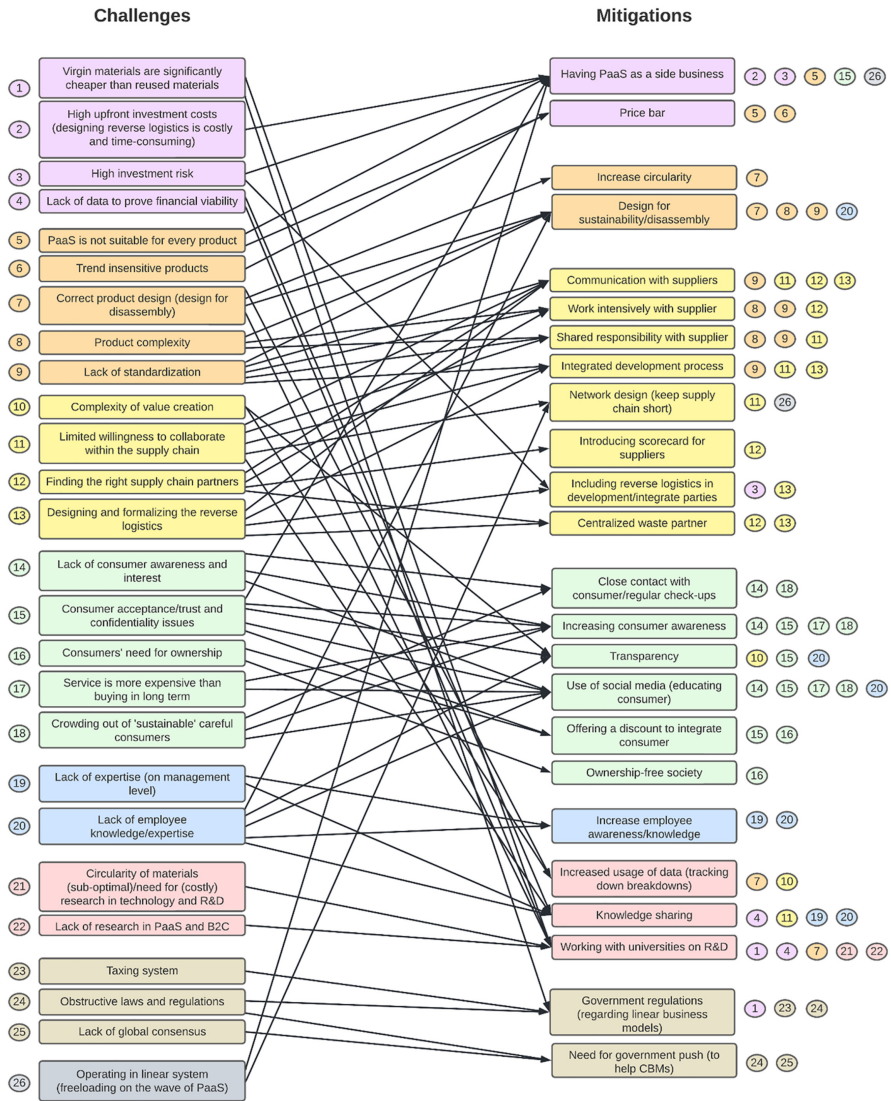 Challenges
Mitigations
1
Virgin materials are significantly
cheaper than reused materials
2
High upfront investment costs
(designing reverse logistics is costly
and time-consuming)
3
High investment risk
4
Lack of data to prove financial viability
5
PaaS is not suitable for every product
6
Trend insensitive products
7
Correct product design (design for
disassembly)
8
Product complexity
9
Lack of standardization
10
Complexity of value creation
11
Limited willingness to collaborate
within the supply chain
12
Finding the right supply chain partners
13
Designing and formalizing the reverse
logistics
14
Lack of consumer awareness and
interest
15
Consumer acceptance/trust and
confidentiality issues
16
Consumers' need for ownership
17
Service is more expensive than
buying in long term
18
Crowding out of 'sustainable' careful
consumers
19
Lack of expertise (on management
level)
20
Lack of employee
knowledge/expertise
21
Circularity of materials
(sub-optimal)/need for (costly)
research in technology and R&D
22
Lack of research in PaaS and B2C
23
Taxing system
24
Obstructive laws and regulations
25
Lack of global consensus
26
Operating in linear system
(freeloading on the wave of PaaS)
Having PaaS as a side business
2 3 5 15 26
Price bar
5 6
Increase circularity
7
Design for
sustainability/disassembly
7 8 9 20
Communication with suppliers
9 11 12 13
Work intensively with supplier
8 9 12
Shared responsibility with supplier
8 9 11
Integrated development process
9 11 13
Network design (keep supply
chain short)
11 26
Introducing scorecard for
suppliers
12
Including reverse logistics in
development/integrate parties
3 13
Centralized waste partner
12 13
Close contact with
consumer/regular check-ups
14 18
Increasing consumer awareness
14 15 17 18
Transparency
10 15 20
Use of social media (educating
consumer)
14 15 17 18 20
Offering a discount to integrate
consumer
15 16
Ownership-free society
16
Increase employee
awareness/knowledge
19 20
Increased usage of data (tracking
down breakdowns)
7 10
Knowledge sharing
4 11 19 20
Working with universities on R&D
1 4 7 21 22
Government regulations
(regarding linear business
models)
1 23 24
Need for government push (to
help CBMs)
24 25